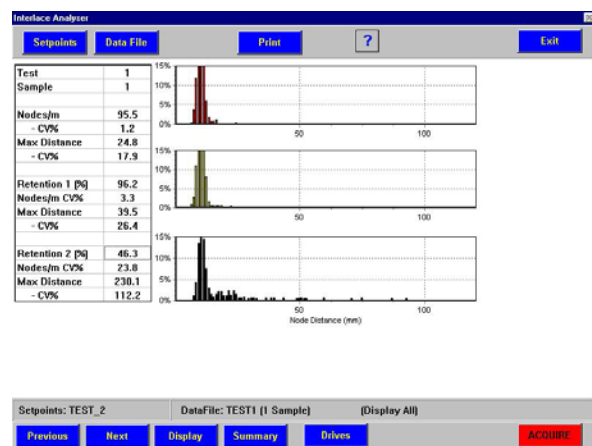 Interlace Analyser
Setpoints Data File Print ? Exit
Test 1
Sample 1
Nodes/m 95.5
- CV% 1.2
Max Distance 24.8
- CV% 17.9
Retention 1 [%] 96.2
Nodes/m CV% 3.3
Max Distance 39.5
- CV% 26.4
Retention 2 [%] 46.3
Nodes/m CV% 23.8
Max Distance 230.1
- CV% 112.2
15%
10%
5%
0%
50 100
15%
10%
5%
0%
50 100
15%
10%
5%
0%
50 100
Node Distance (mm)
Setpoints: TEST_2 DataFile: TEST1 (1 Sample) (Display All)
Previous Next Display Summary Drives ACQUIRE